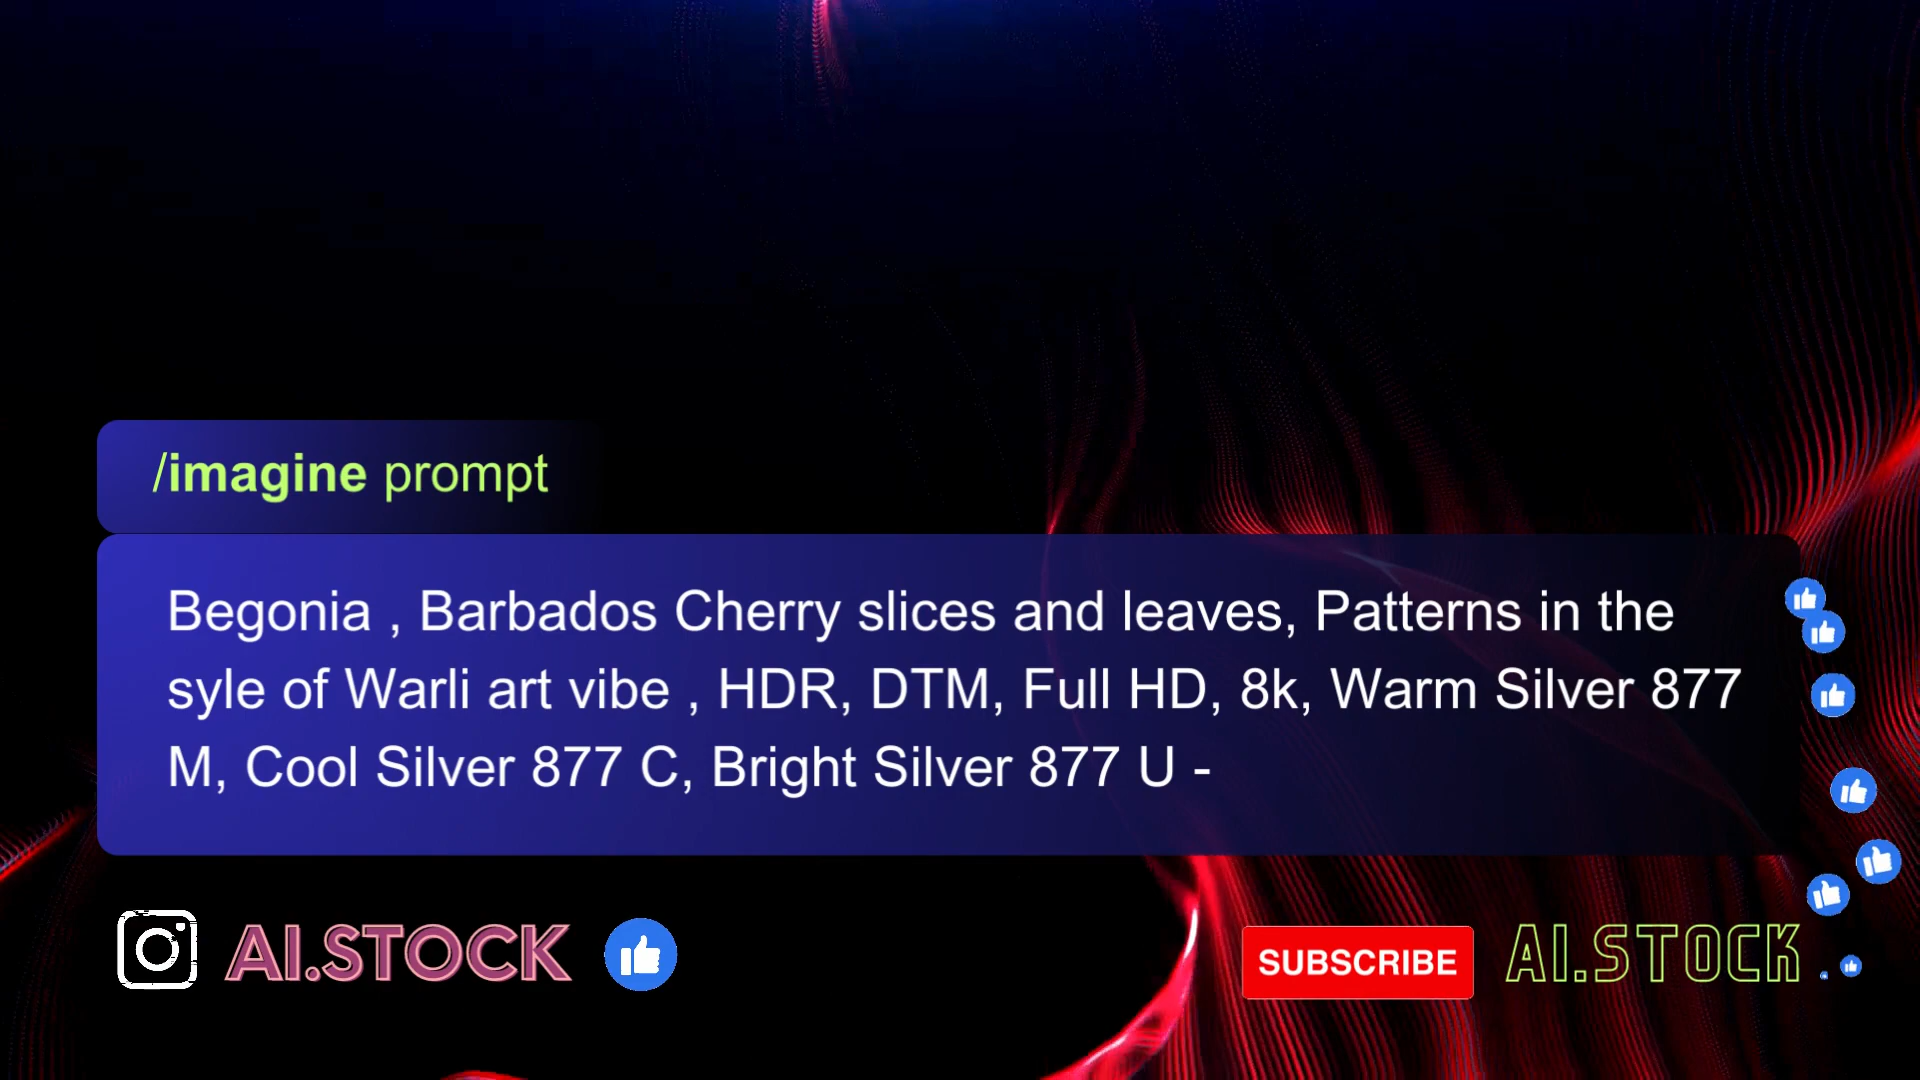 /imagine prompt
Begonia , Barbados Cherry slices and leaves, Patterns in the
syle of Warli art vibe , HDR, DTM, Full HD, 8k, Warm Silver 877
M, Cool Silver 877 C, Bright Silver 877 U -
AI.STOCK
SUBSCRIBE
AI.STOCK